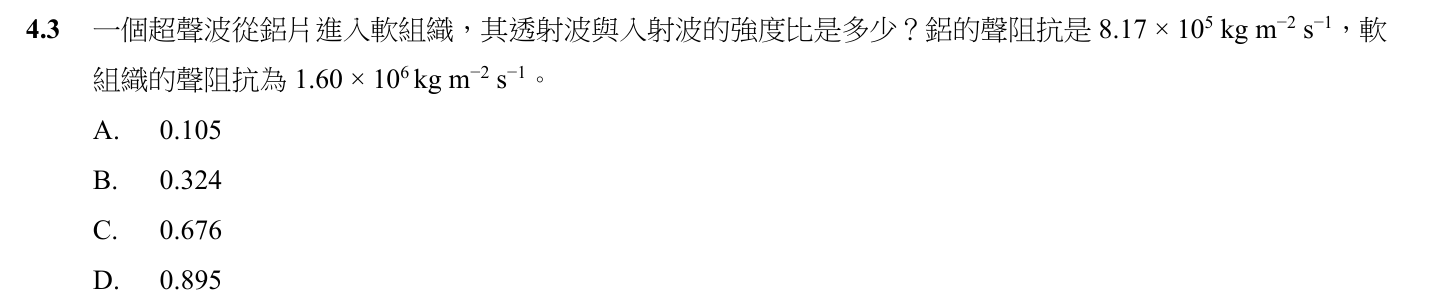 4.3 一個超聲波從鋁片進入軟組織，其透射波與入射波的強度比是多少？鋁的聲阻抗是 8.17 × 10⁵ kg m⁻² s⁻¹，軟
組織的聲阻抗為 1.60 × 10⁶ kg m⁻² s⁻¹。
A. 0.105
B. 0.324
C. 0.676
D. 0.895